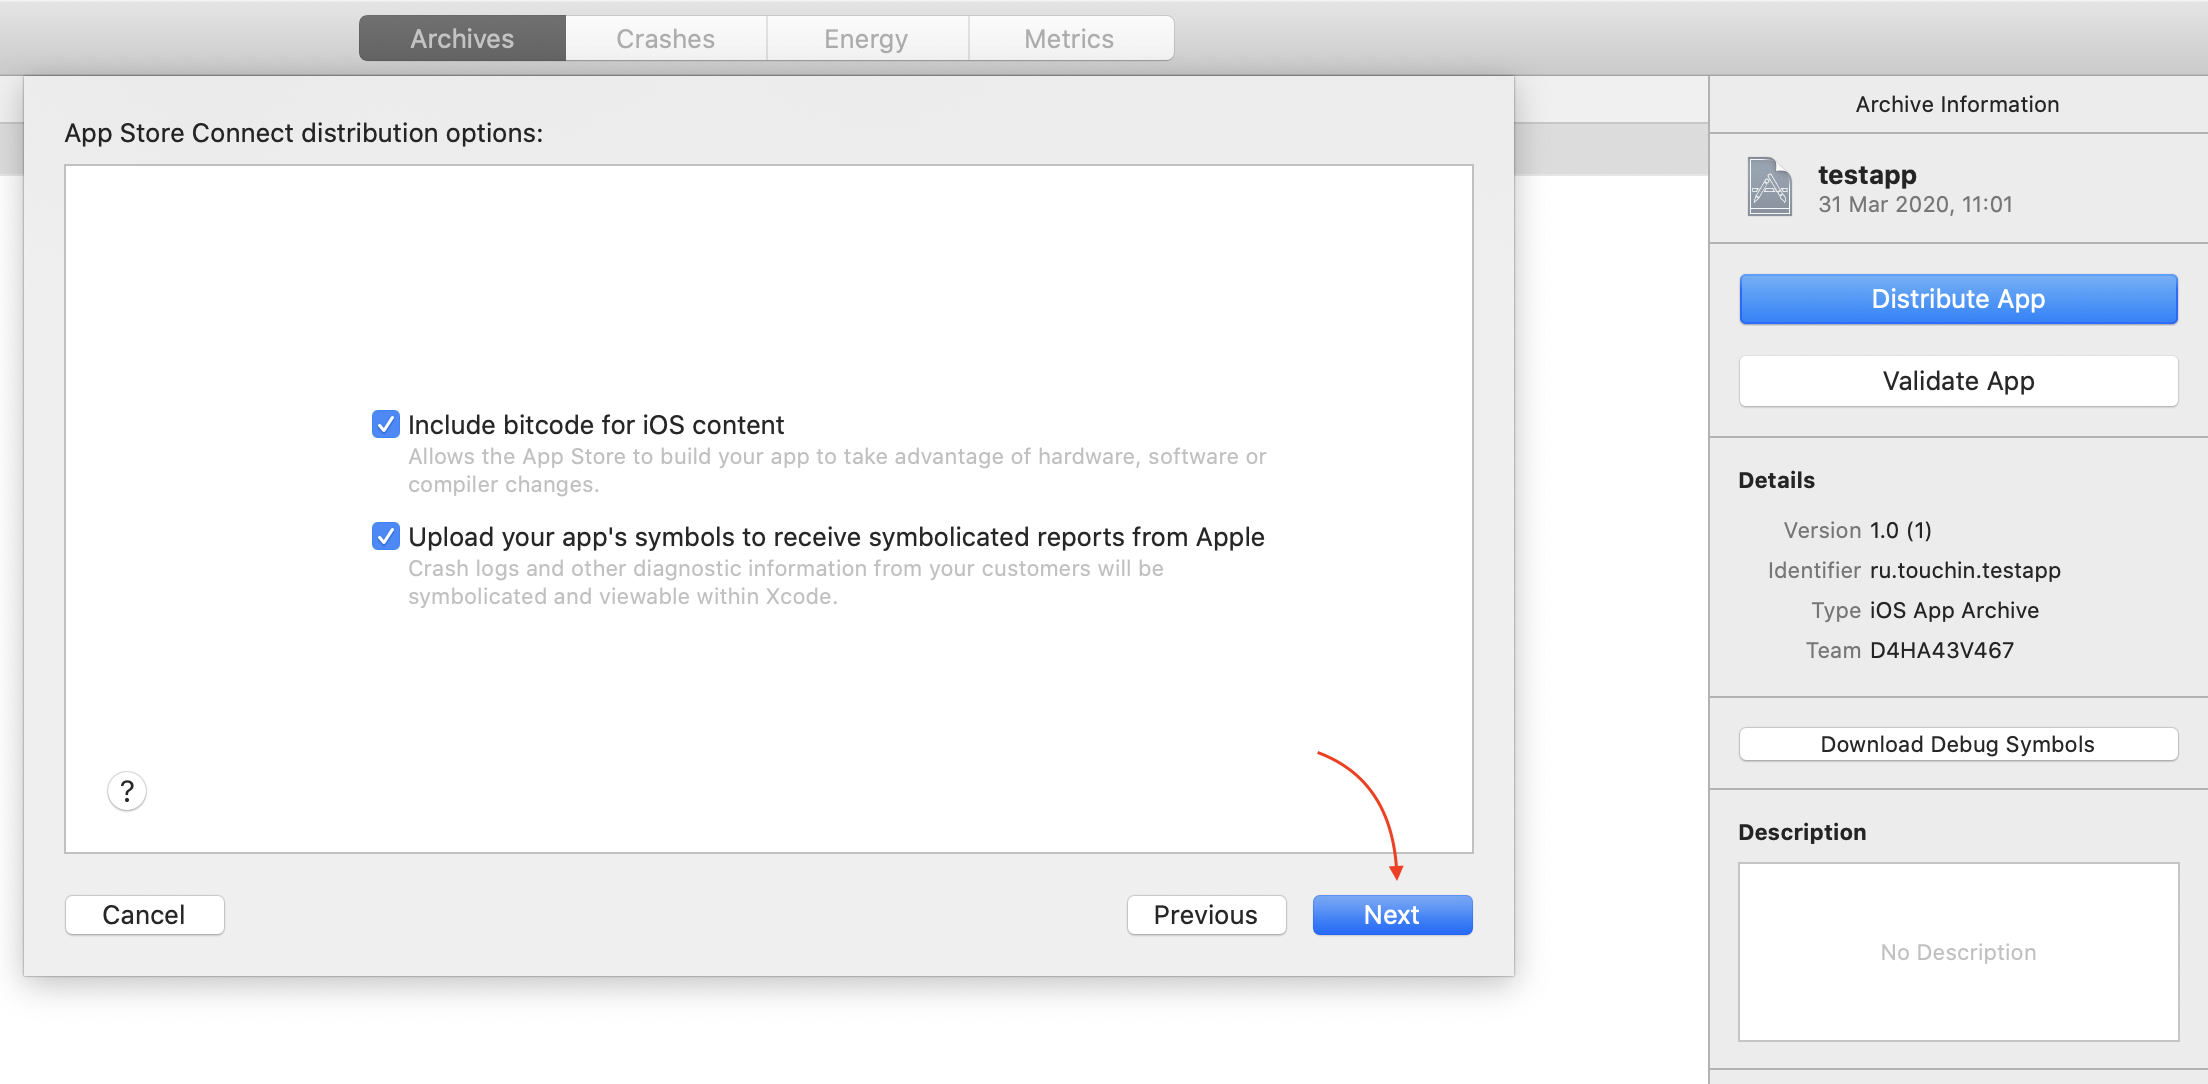 Archives
Crashes
Energy
Metrics
App Store Connect distribution options:
Include bitcode for iOS content
Allows the App Store to build your app to take advantage of hardware, software or
compiler changes.
Upload your app's symbols to receive symbolicated reports from Apple
Crash logs and other diagnostic information from your customers will be
symbolicated and viewable within Xcode.
?
Cancel
Previous
Next
Archive Information
testapp
31 Mar 2020, 11:01
Distribute App
Validate App
Details
Version 1.0 (1)
Identifier ru.touchin.testapp
Type iOS App Archive
Team D4HA43V467
Download Debug Symbols
Description
No Description